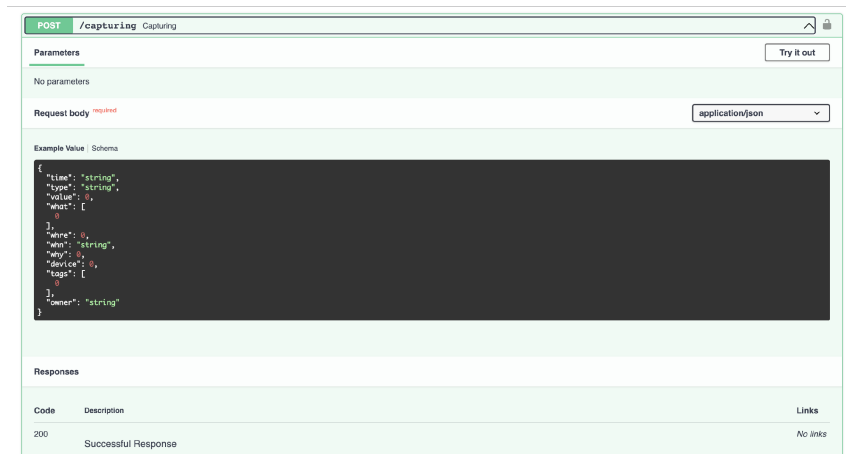 POST /capturing Capturing
Parameters
Try it out
No parameters
Request body required
application/json
Example Value | Schema
{
"time": "string",
"type": "string",
"value": 0,
"what": [
0
],
"whre": 0,
"whn": "string",
"why": 0,
"device": 0,
"tags": [
0
],
"owner": "string"
}
Responses
Code Description Links
200 Successful Response No links